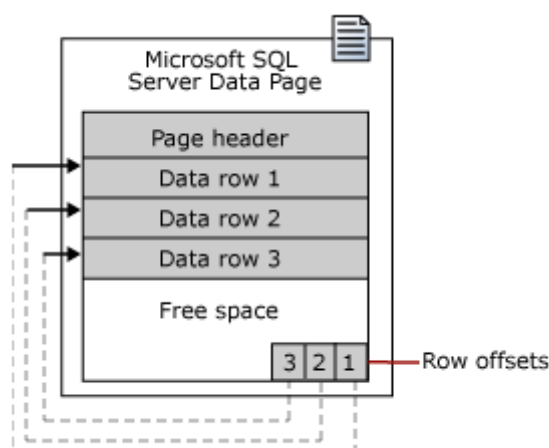 Microsoft SQL
Server Data Page
Page header
Data row 1
Data row 2
Data row 3
Free space
3 2 1
Row offsets